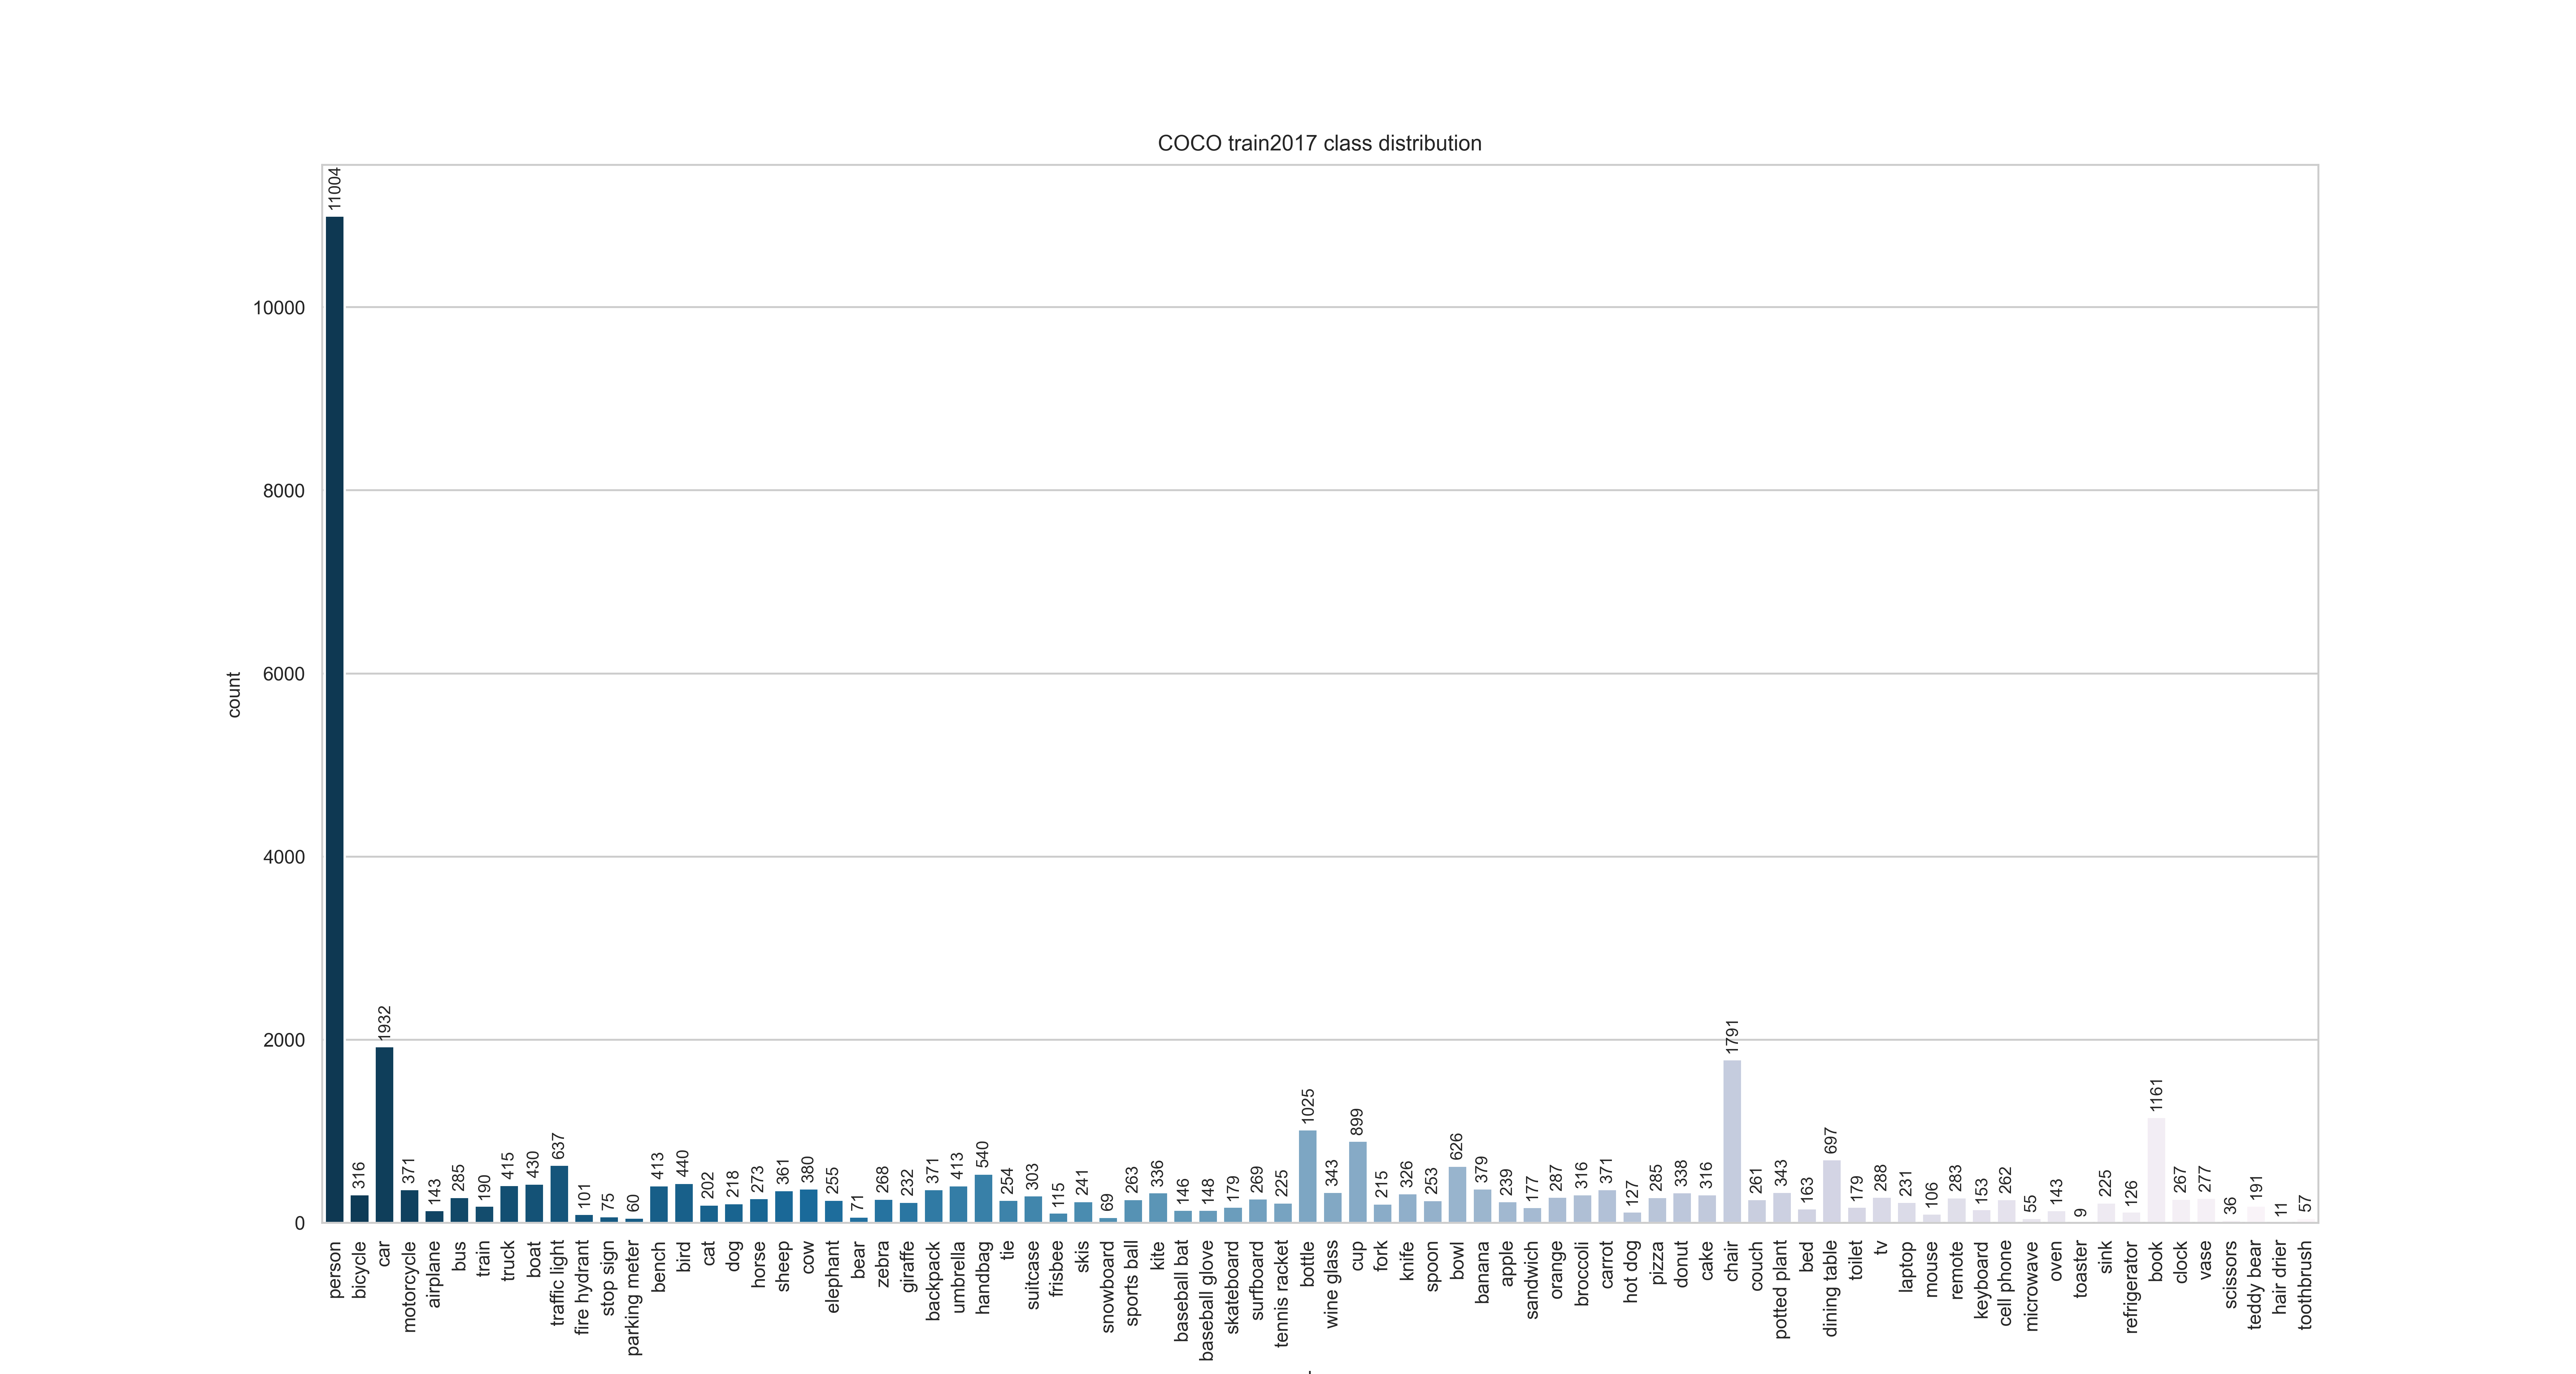 COCO train2017 class distribution
count
10000
8000
6000
4000
2000
0
11004
316
1932
371
143
285
190
415
430
637
101
75
60
413
440
202
218
273
361
380
255
71
268
232
371
413
540
254
303
115
241
69
263
336
146
148
179
269
225
1025
343
899
215
326
253
626
379
239
177
287
316
371
127
285
338
316
1791
261
343
163
697
179
288
231
106
283
153
262
55
143
9
225
126
1161
267
277
36
191
11
57
person
bicycle
car
motorcycle
airplane
bus
train
truck
boat
traffic light
fire hydrant
stop sign
parking meter
bench
bird
cat
dog
horse
sheep
cow
elephant
bear
zebra
giraffe
backpack
umbrella
handbag
tie
suitcase
frisbee
skis
snowboard
sports ball
kite
baseball bat
baseball glove
skateboard
surfboard
tennis racket
bottle
wine glass
cup
fork
knife
spoon
bowl
banana
apple
sandwich
orange
broccoli
carrot
hot dog
pizza
donut
cake
chair
couch
potted plant
bed
dining table
toilet
tv
laptop
mouse
remote
keyboard
cell phone
microwave
oven
toaster
sink
refrigerator
book
clock
vase
scissors
teddy bear
hair drier
toothbrush